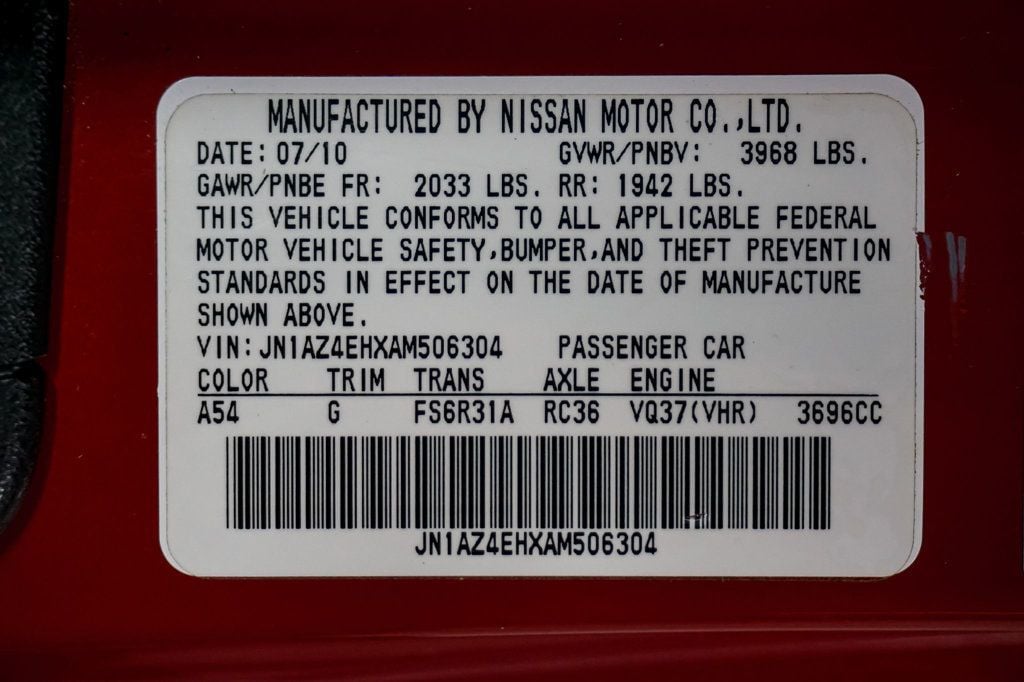 MANUFACTURED BY NISSAN MOTOR CO.,LTD.
DATE: 07/10 GVWR/PNBV: 3968 LBS.
GAWR/PNBE FR: 2033 LBS. RR: 1942 LBS.
THIS VEHICLE CONFORMS TO ALL APPLICABLE FEDERAL
MOTOR VEHICLE SAFETY,BUMPER,AND THEFT PREVENTION
STANDARDS IN EFFECT ON THE DATE OF MANUFACTURE
SHOWN ABOVE.
VIN: JN1AZ4EHXAM506304 PASSENGER CAR
COLOR TRIM TRANS AXLE ENGINE
A54 G FS6R31A RC36 VQ37(VHR) 3696CC
JN1AZ4EHXAM506304